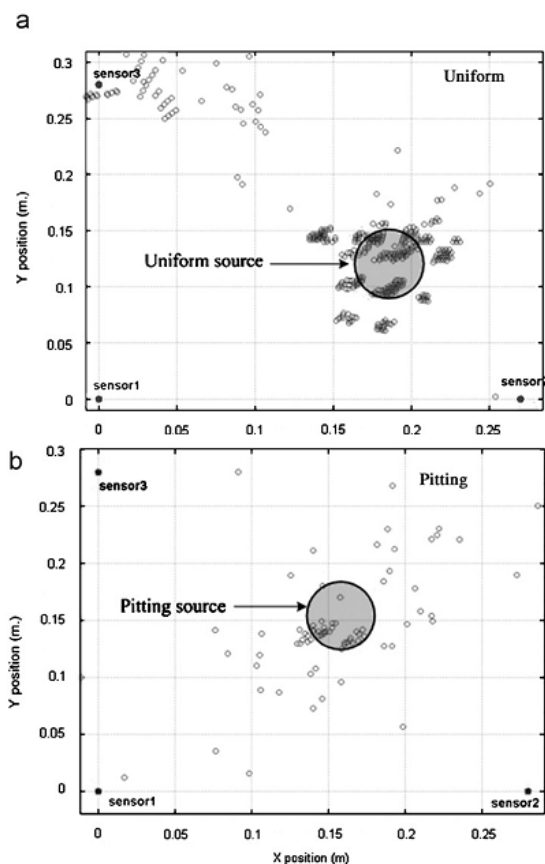 a
0.3
sensor3
Uniform
0.25
0.2
Y position (m.)
0.15
Uniform source
0.1
0.05
sensor1
0
0 0.05 0.1 0.15 0.2 0.25
b
0.3
Pitting
sensor3
0.25
0.2
Y position (m.)
Pitting source
0.15
0.1
0.05
0
sensor1
sensor2
0 0.05 0.1 0.15 0.2 0.25
X position (m)